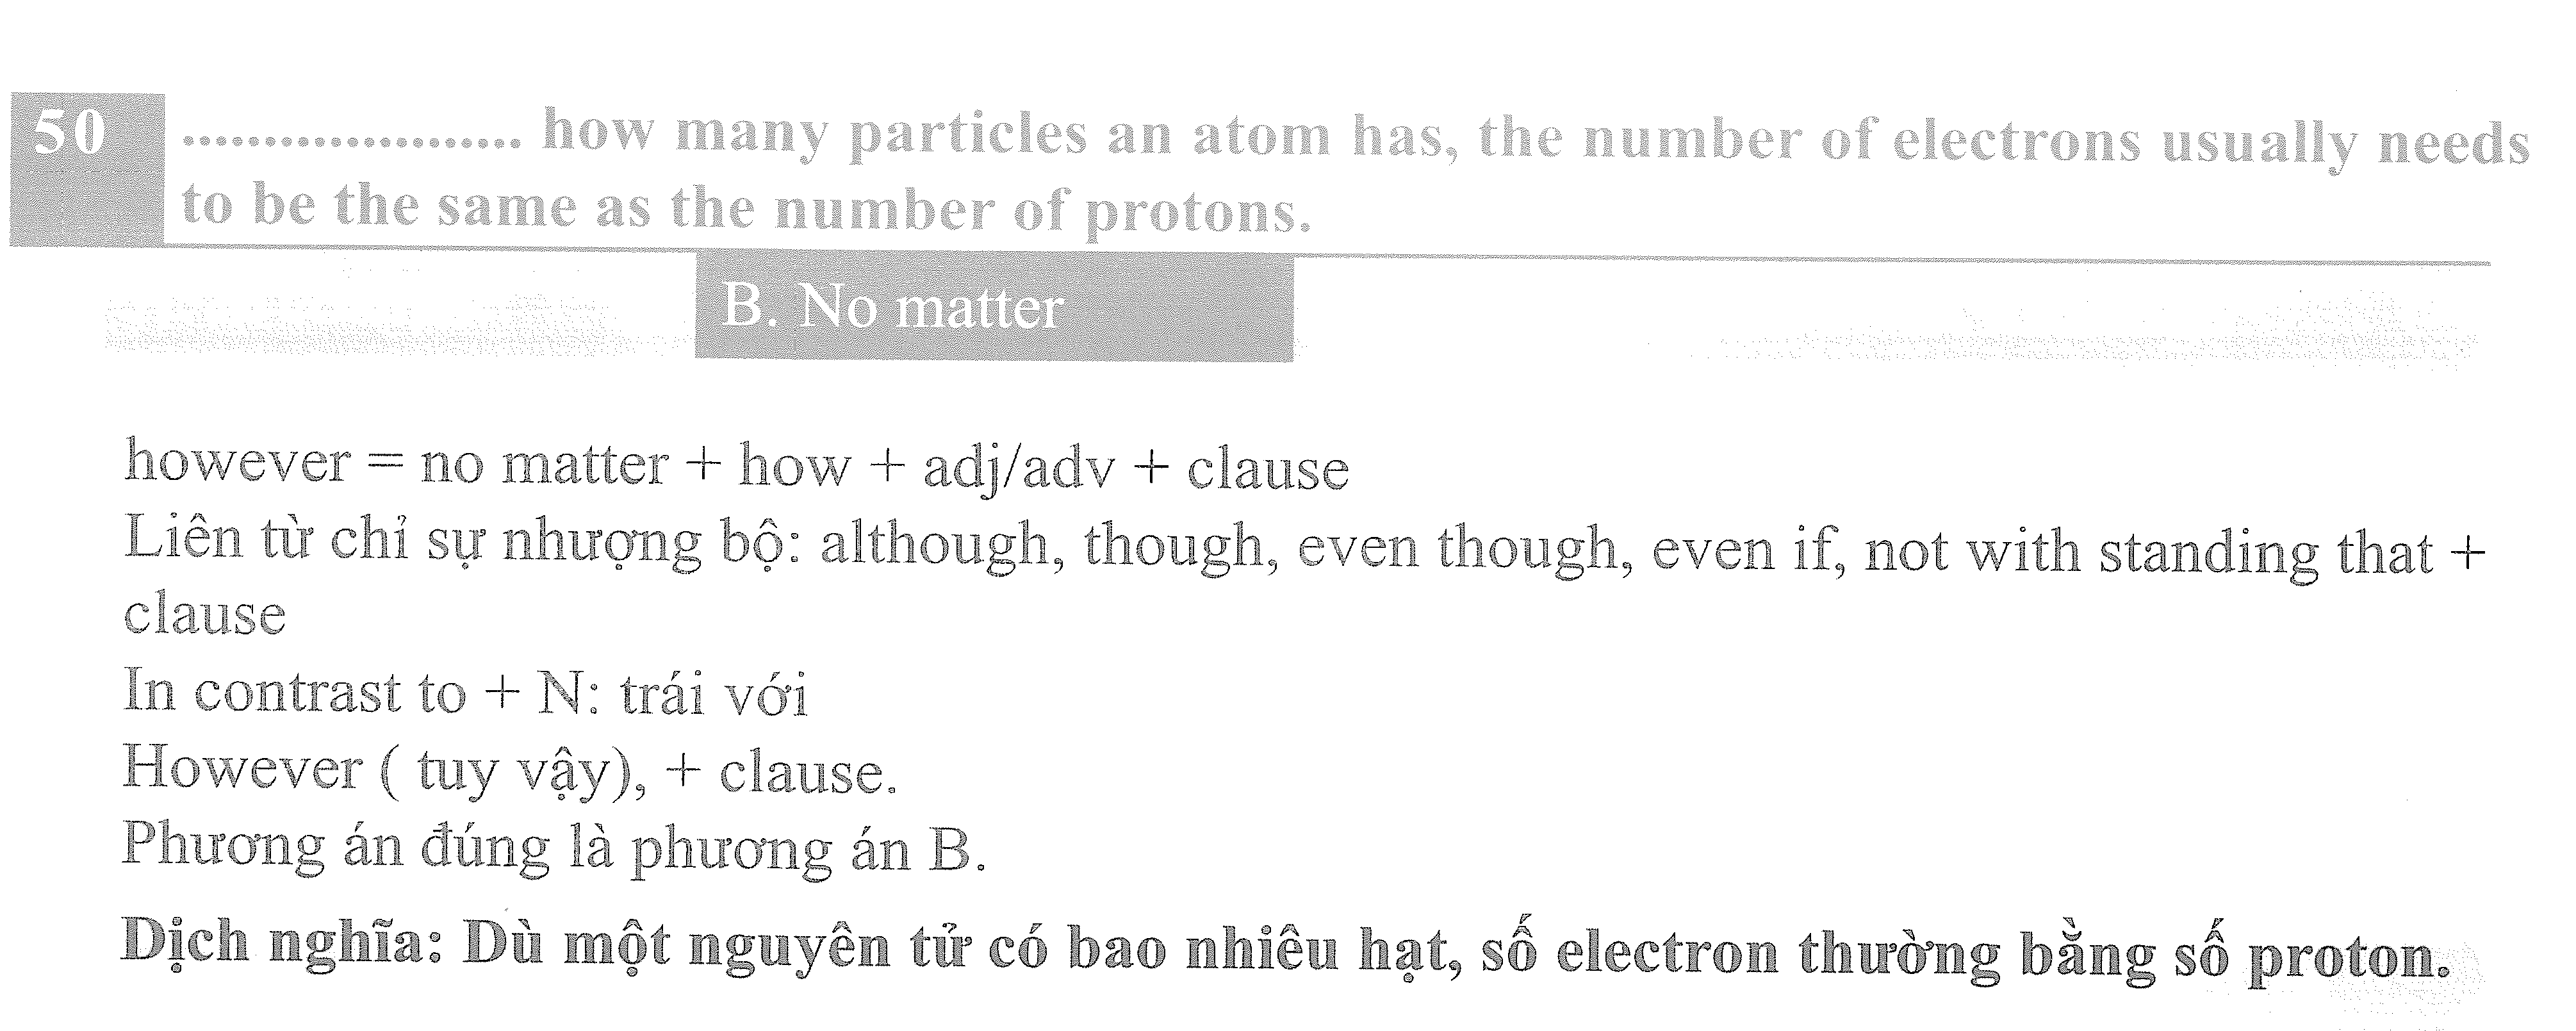 50 ..................... how many particles an atom has, the number of electrons usually needs
to be the same as the number of protons.
B. No matter
however = no matter + how + adj/adv + clause
Liên từ chỉ sự nhượng bộ: although, though, even though, even if, not with standing that +
clause
In contrast to + N: trái với
However ( tuy vậy), + clause.
Phương án đúng là phương án B.
Dịch nghĩa: Dù một nguyên tử có bao nhiêu hạt, số electron thường bằng số proton.